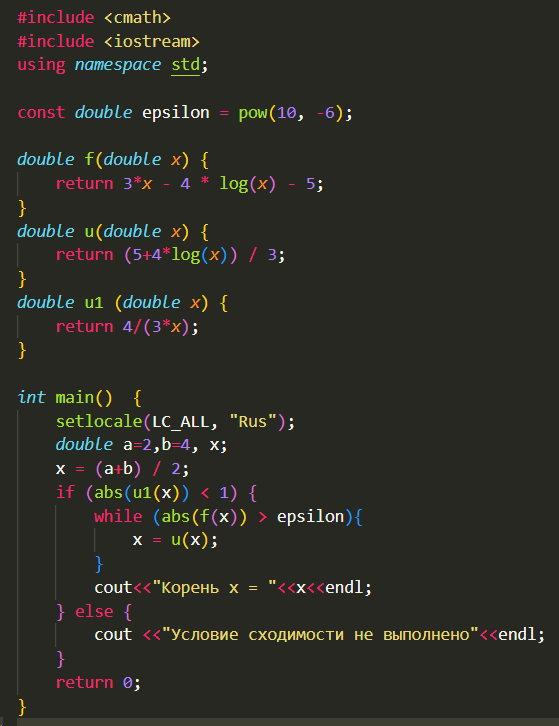 #include <cmath>
#include <iostream>
using namespace std;

const double epsilon = pow(10, -6);

double f(double x) {
    return 3*x - 4 * log(x) - 5;
}
double u(double x) {
    return (5+4*log(x)) / 3;
}
double u1 (double x) {
    return 4/(3*x);
}

int main()  {
    setlocale(LC_ALL, "Rus");
    double a=2,b=4, x;
    x = (a+b) / 2;
    if (abs(u1(x)) < 1) {
        while (abs(f(x)) > epsilon){
            x = u(x);
        }
        cout<<"Корень x = "<<x<<endl;
    } else {
        cout <<"Условие сходимости не выполнено"<<endl;
    }
    return 0;
}